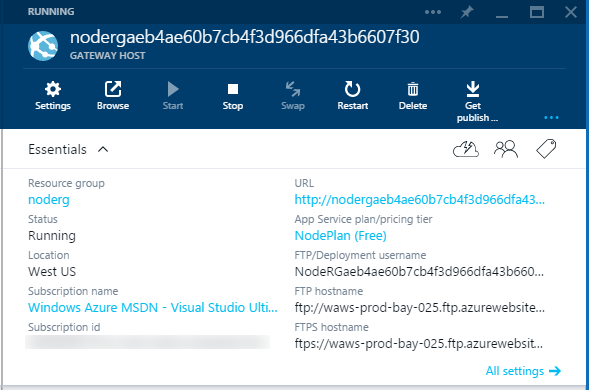 RUNNING
nodergaeb4ae60b7cb4f3d966dfa43b6607f30
GATEWAY HOST
Settings Browse Start Stop Swap Restart Delete Get publish ...
Essentials
Resource group URL
noderg http://nodergaeb4ae60b7cb4f3d966dfa43...
Status App Service plan/pricing tier
Running NodePlan (Free)
Location FTP/Deployment username
West US NodeRGaeb4ae60b7cb4f3d966dfa43b660...
Subscription name FTP hostname
Windows Azure MSDN - Visual Studio Ulti... ftp://waws-prod-bay-025.ftp.azurewebsite...
Subscription id FTPS hostname
ftps://waws-prod-bay-025.ftp.azurewebsit...
All settings